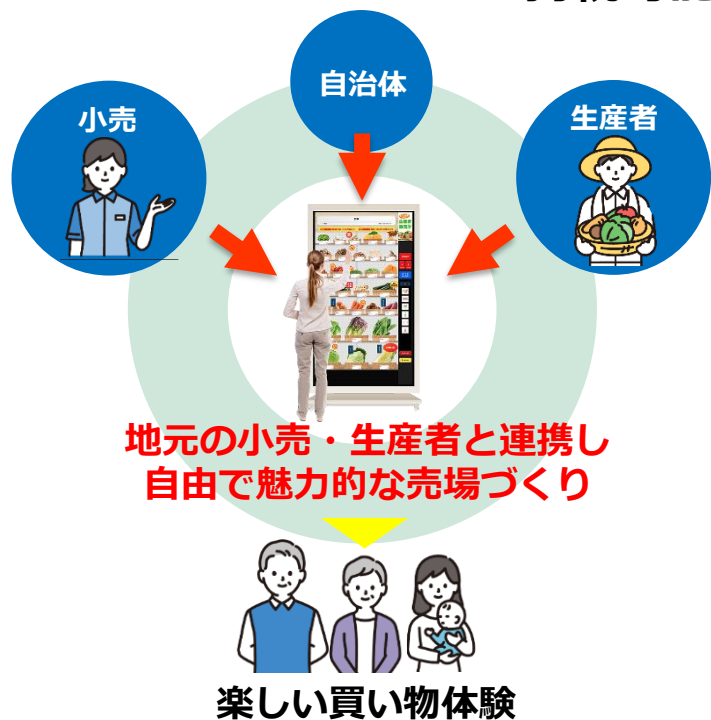 自治体
小売
生産者
地元の小売・生産者と連携し
自由で魅力的な売場づくり
楽しい買い物体験